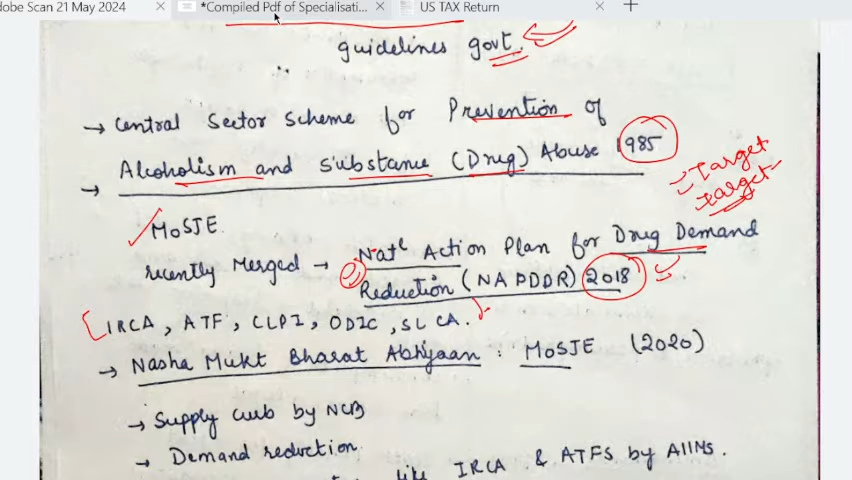 dobe Scan 21 May 2024 × *Compiled Pdf of Specialisati... × US TAX Return × +
guidelines govt.
→ Central Sector Scheme for Prevention of
→ Alcoholism and Substance (Drug) Abuse 1985
Target
Target
MOSJE
recently Merged → Natl Action Plan for Drug Demand
Reduction (NAPDDR) 2018
IRCA, ATF, CLPI, ODIC, SLCA.
→ Nasha Mukt Bharat Abhiyaan : MOSJE (2020)
→ Supply curb by NCB
→ Demand reduction
like IRCA & ATFS by AIIMS.